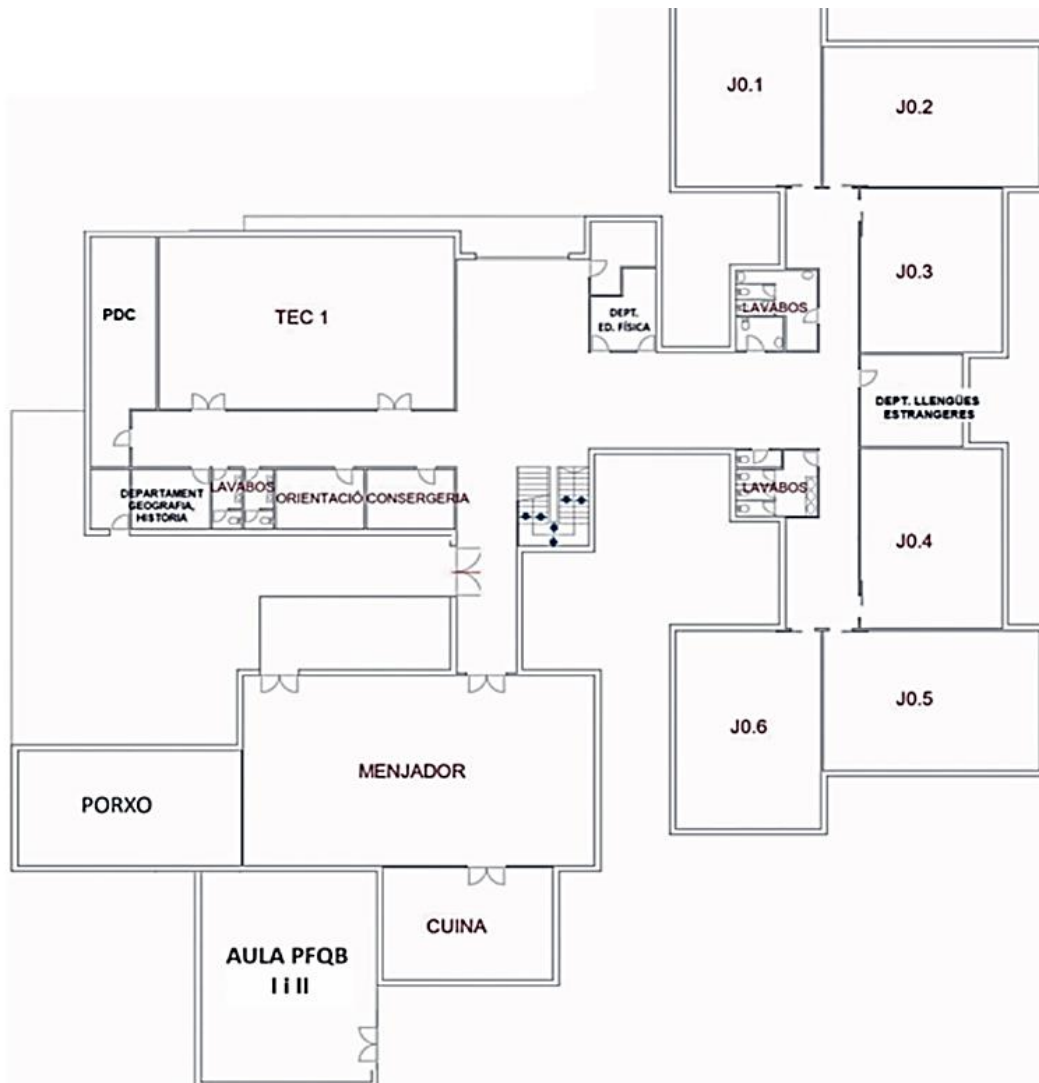 J0.1
J0.2
J0.3
LAVABOS
PDC
TEC 1
DEPT.
ED. FÍSICA
DEPT. LLENGÜES
ESTRANGERES
DEPARTAMENT
GEOGRAFIA,
HISTORIA
LAVABOS
ORIENTACIÓ
CONSERGERIA
LAVABOS
J0.4
J0.5
J0.6
MENJADOR
PORXO
CUINA
AULA PFQB
I i II